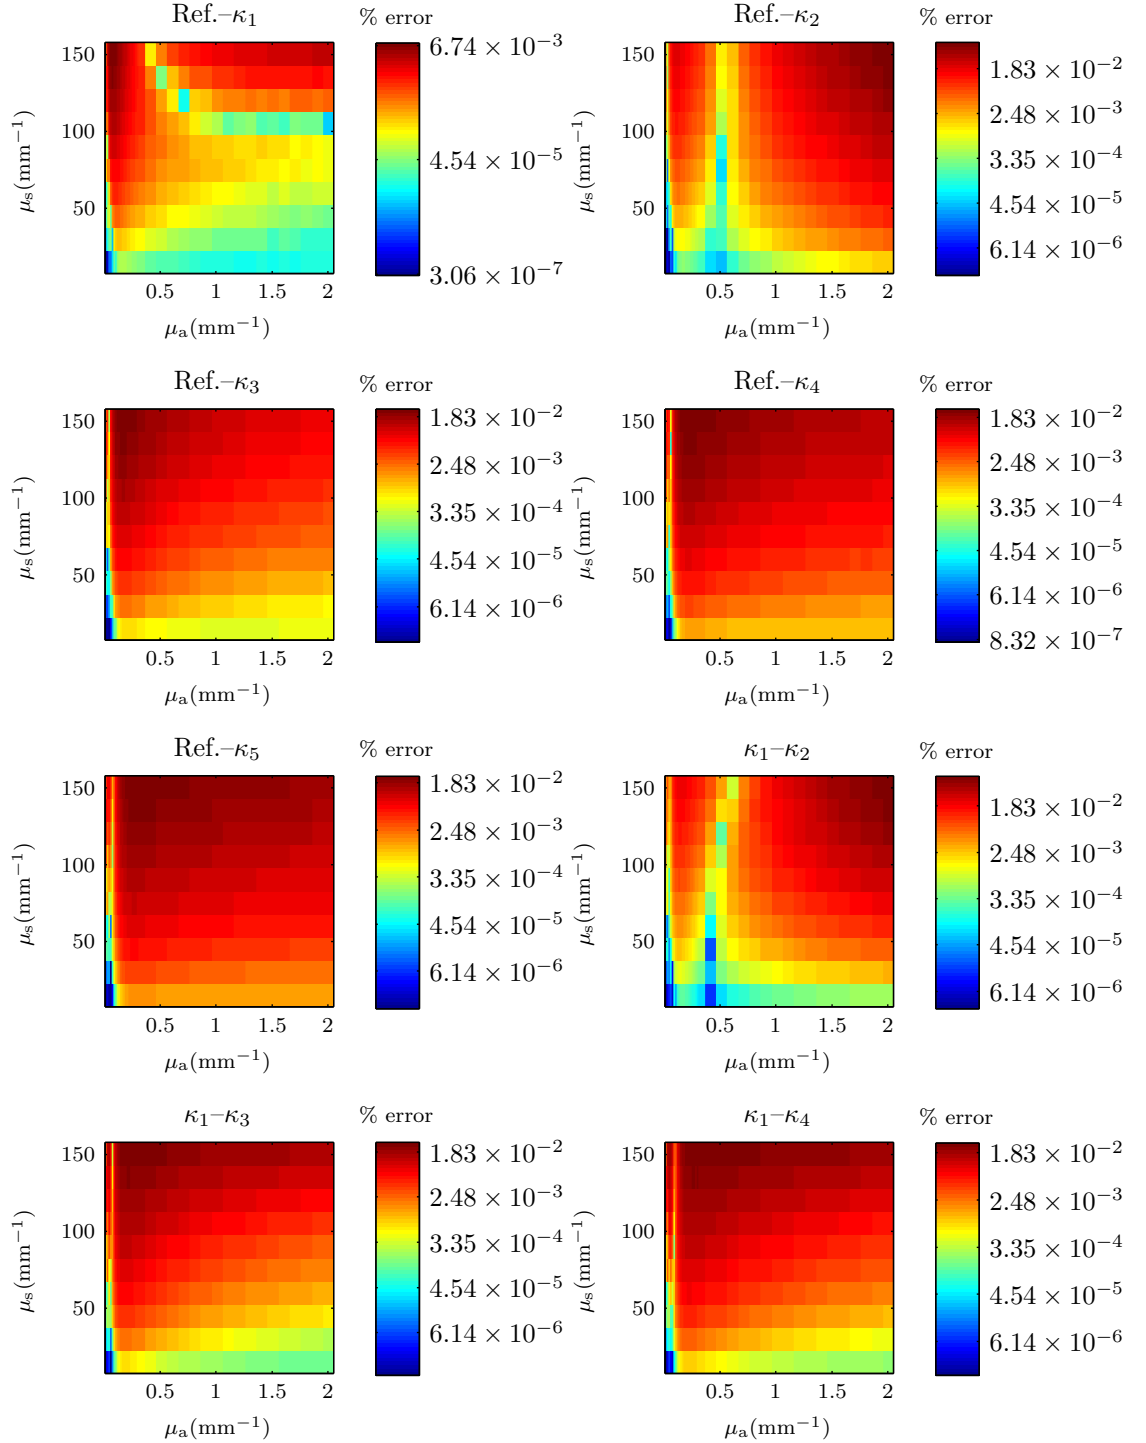 Ref.–κ₁
% error
6.74 × 10⁻³
4.54 × 10⁻⁵
3.06 × 10⁻⁷
150
100
50
μₛ(mm⁻¹)
0.5 1 1.5 2
μₐ(mm⁻¹)
Ref.–κ₂
% error
1.83 × 10⁻²
2.48 × 10⁻³
3.35 × 10⁻⁴
4.54 × 10⁻⁵
6.14 × 10⁻⁶
150
100
50
μₛ(mm⁻¹)
0.5 1 1.5 2
μₐ(mm⁻¹)
Ref.–κ₃
% error
1.83 × 10⁻²
2.48 × 10⁻³
3.35 × 10⁻⁴
4.54 × 10⁻⁵
6.14 × 10⁻⁶
150
100
50
μₛ(mm⁻¹)
0.5 1 1.5 2
μₐ(mm⁻¹)
Ref.–κ₄
% error
1.83 × 10⁻²
2.48 × 10⁻³
3.35 × 10⁻⁴
4.54 × 10⁻⁵
6.14 × 10⁻⁶
8.32 × 10⁻⁷
150
100
50
μₛ(mm⁻¹)
0.5 1 1.5 2
μₐ(mm⁻¹)
Ref.–κ₅
% error
1.83 × 10⁻²
2.48 × 10⁻³
3.35 × 10⁻⁴
4.54 × 10⁻⁵
6.14 × 10⁻⁶
150
100
50
μₛ(mm⁻¹)
0.5 1 1.5 2
μₐ(mm⁻¹)
κ₁–κ₂
% error
1.83 × 10⁻²
2.48 × 10⁻³
3.35 × 10⁻⁴
4.54 × 10⁻⁵
6.14 × 10⁻⁶
150
100
50
μₛ(mm⁻¹)
0.5 1 1.5 2
μₐ(mm⁻¹)
κ₁–κ₃
% error
1.83 × 10⁻²
2.48 × 10⁻³
3.35 × 10⁻⁴
4.54 × 10⁻⁵
6.14 × 10⁻⁶
150
100
50
μₛ(mm⁻¹)
0.5 1 1.5 2
μₐ(mm⁻¹)
κ₁–κ₄
% error
1.83 × 10⁻²
2.48 × 10⁻³
3.35 × 10⁻⁴
4.54 × 10⁻⁵
6.14 × 10⁻⁶
150
100
50
μₛ(mm⁻¹)
0.5 1 1.5 2
μₐ(mm⁻¹)